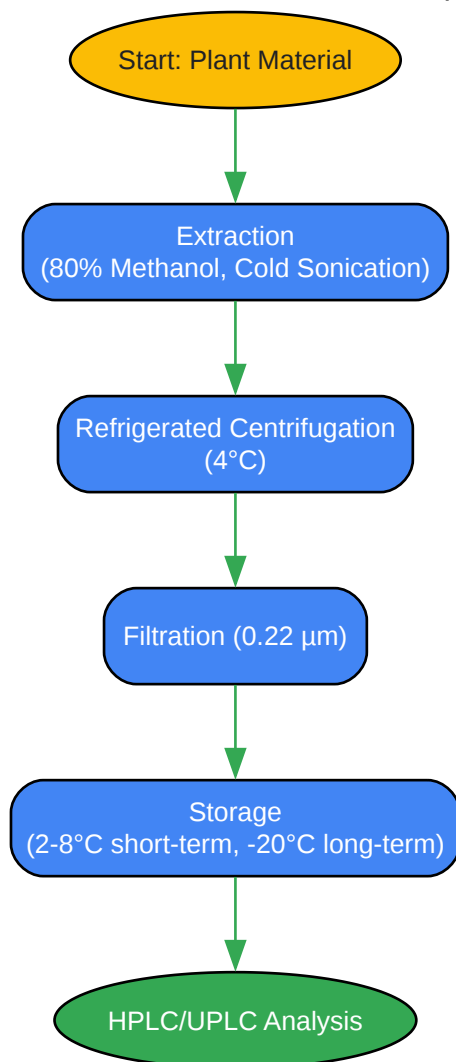 Start: Plant Material
Extraction
(80% Methanol, Cold Sonication)
Refrigerated Centrifugation
(4°C)
Filtration (0.22 µm)
Storage
(2-8°C short-term, -20°C long-term)
HPLC/UPLC Analysis